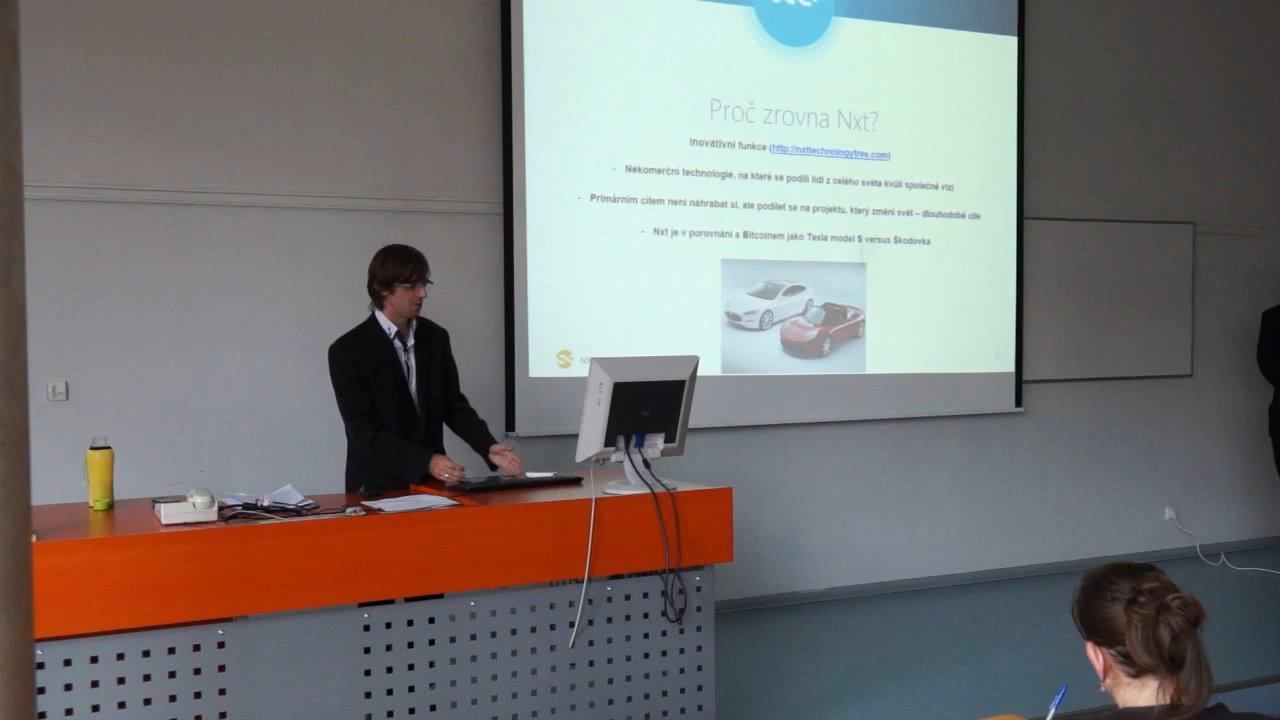 Proč zrovna Nxt?
Inovativní funkce (http://nxttechnologytree.com)
- Nekomerční technologie, na které se podílí lidí z celého světa kvůli společné vizi
- Primárním cílem není nahrabat si, ale podílet se na projektu, který změní svět – dlouhodobé cíle
- Nxt je v porovnání s Bitcoinem jako Tesla model S versus Škodovka